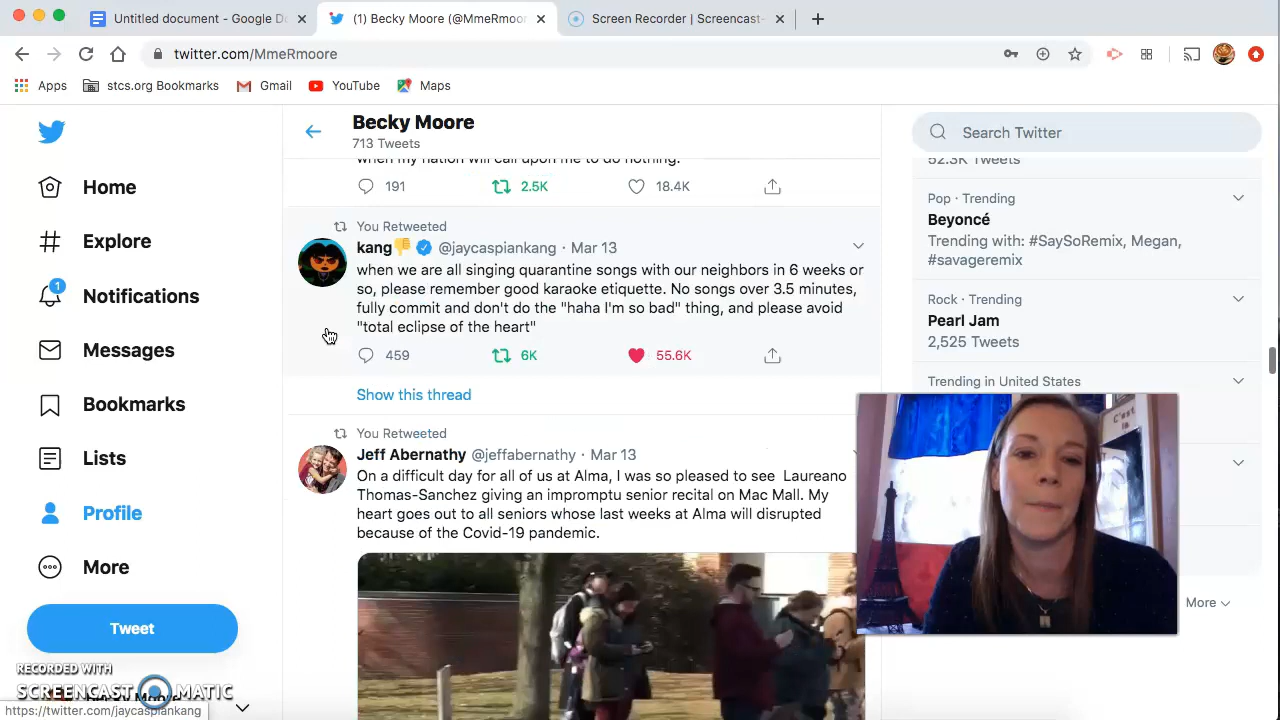 Untitled document - Google D
(1) Becky Moore (@MmeRmoor
Screen Recorder | Screencast-
twitter.com/MmeRmoore
Apps
stcs.org Bookmarks
Gmail
YouTube
Maps
Home
Explore
1
Notifications
Messages
Bookmarks
Lists
Profile
More
Tweet
RECORDED WITH
SCREENCAST MATIC
https://twitter.com/jaycaspiankang
Becky Moore
713 Tweets
when my nation will call upon me to do nothing.
191
2.5K
18.4K
You Retweeted
kang👎 @jaycaspiankang · Mar 13
when we are all singing quarantine songs with our neighbors in 6 weeks or
so, please remember good karaoke etiquette. No songs over 3.5 minutes,
fully commit and don't do the "haha I'm so bad" thing, and please avoid
"total eclipse of the heart"
459
6K
55.6K
Show this thread
You Retweeted
Jeff Abernathy @jeffabernathy · Mar 13
On a difficult day for all of us at Alma, I was so pleased to see Laureano
Thomas-Sanchez giving an impromptu senior recital on Mac Mall. My
heart goes out to all seniors whose last weeks at Alma will disrupted
because of the Covid-19 pandemic.
Search Twitter
52.3K Tweets
Pop · Trending
Beyoncé
Trending with: #SaySoRemix, Megan,
#savageremix
Rock · Trending
Pearl Jam
2,525 Tweets
Trending in United States
C'est
la
More